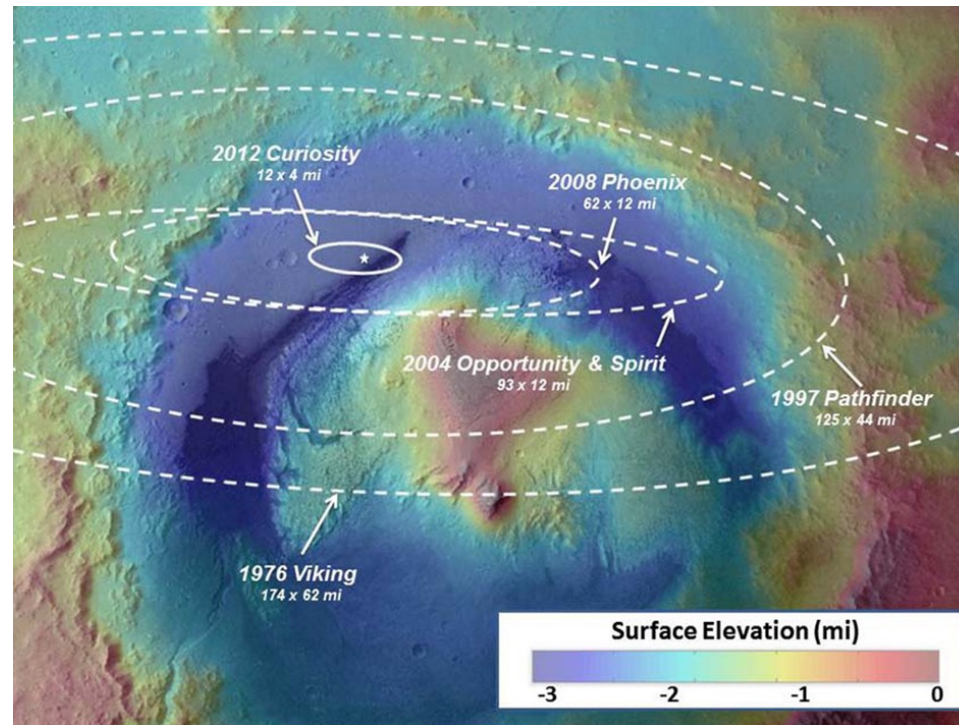 2012 Curiosity
12 x 4 mi
2008 Phoenix
62 x 12 mi
2004 Opportunity & Spirit
93 x 12 mi
1997 Pathfinder
125 x 44 mi
1976 Viking
174 x 62 mi
Surface Elevation (mi)
-3 -2 -1 0